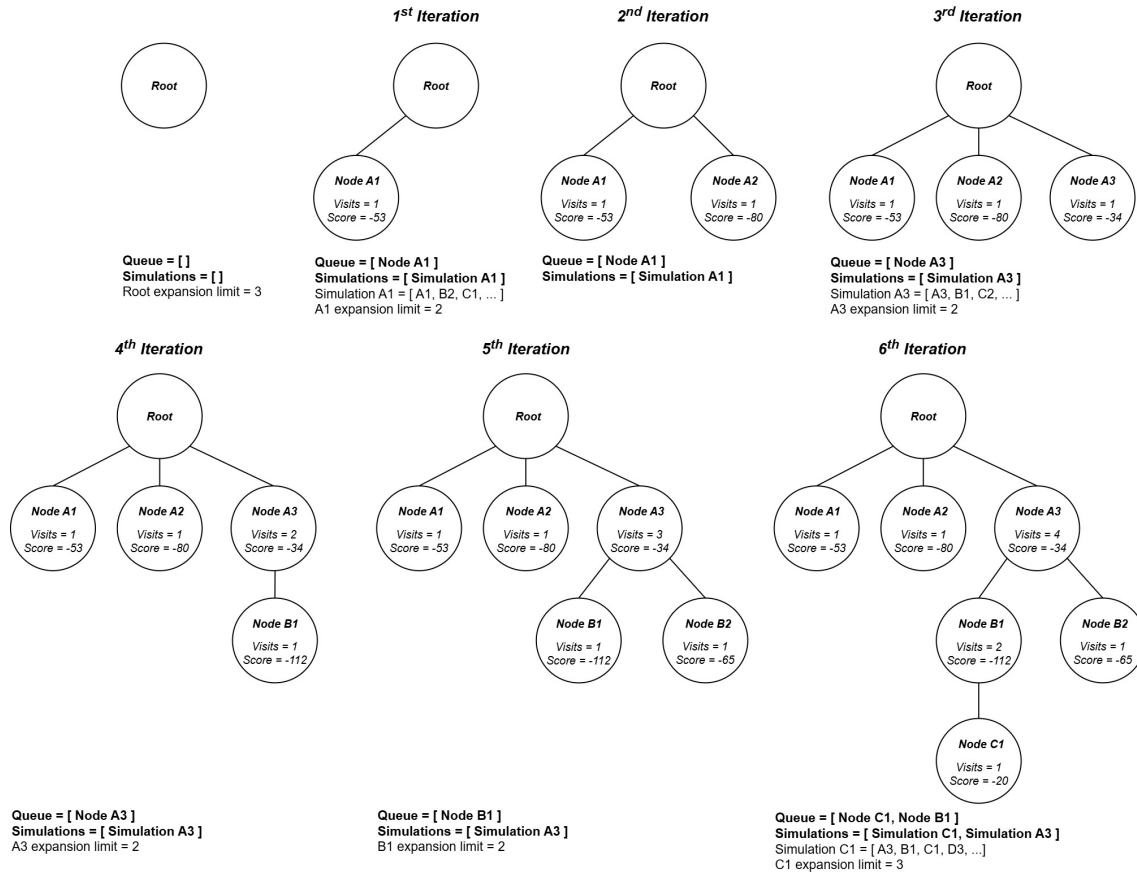 1st Iteration
2nd Iteration
3rd Iteration
Root
Root
Root
Root
Node A1
Visits = 1
Score = -53
Node A1
Visits = 1
Score = -53
Node A2
Visits = 1
Score = -80
Node A1
Visits = 1
Score = -53
Node A2
Visits = 1
Score = -80
Node A3
Visits = 1
Score = -34
Queue = [ ]
Simulations = [ ]
Root expansion limit = 3
Queue = [ Node A1 ]
Simulations = [ Simulation A1 ]
Simulation A1 = [ A1, B2, C1, ... ]
A1 expansion limit = 2
Queue = [ Node A1 ]
Simulations = [ Simulation A1 ]
Queue = [ Node A3 ]
Simulations = [ Simulation A3 ]
Simulation A3 = [ A3, B1, C2, ... ]
A3 expansion limit = 2
4th Iteration
5th Iteration
6th Iteration
Root
Root
Root
Node A1
Visits = 1
Score = -53
Node A2
Visits = 1
Score = -80
Node A3
Visits = 2
Score = -34
Node B1
Visits = 1
Score = -112
Node A1
Visits = 1
Score = -53
Node A2
Visits = 1
Score = -80
Node A3
Visits = 3
Score = -34
Node B1
Visits = 1
Score = -112
Node B2
Visits = 1
Score = -65
Node A1
Visits = 1
Score = -53
Node A2
Visits = 1
Score = -80
Node A3
Visits = 4
Score = -34
Node B1
Visits = 2
Score = -112
Node B2
Visits = 1
Score = -65
Node C1
Visits = 1
Score = -20
Queue = [ Node A3 ]
Simulations = [ Simulation A3 ]
A3 expansion limit = 2
Queue = [ Node B1 ]
Simulations = [ Simulation A3 ]
B1 expansion limit = 2
Queue = [ Node C1, Node B1 ]
Simulations = [ Simulation C1, Simulation A3 ]
Simulation C1 = [ A3, B1, C1, D3, ...]
C1 expansion limit = 3